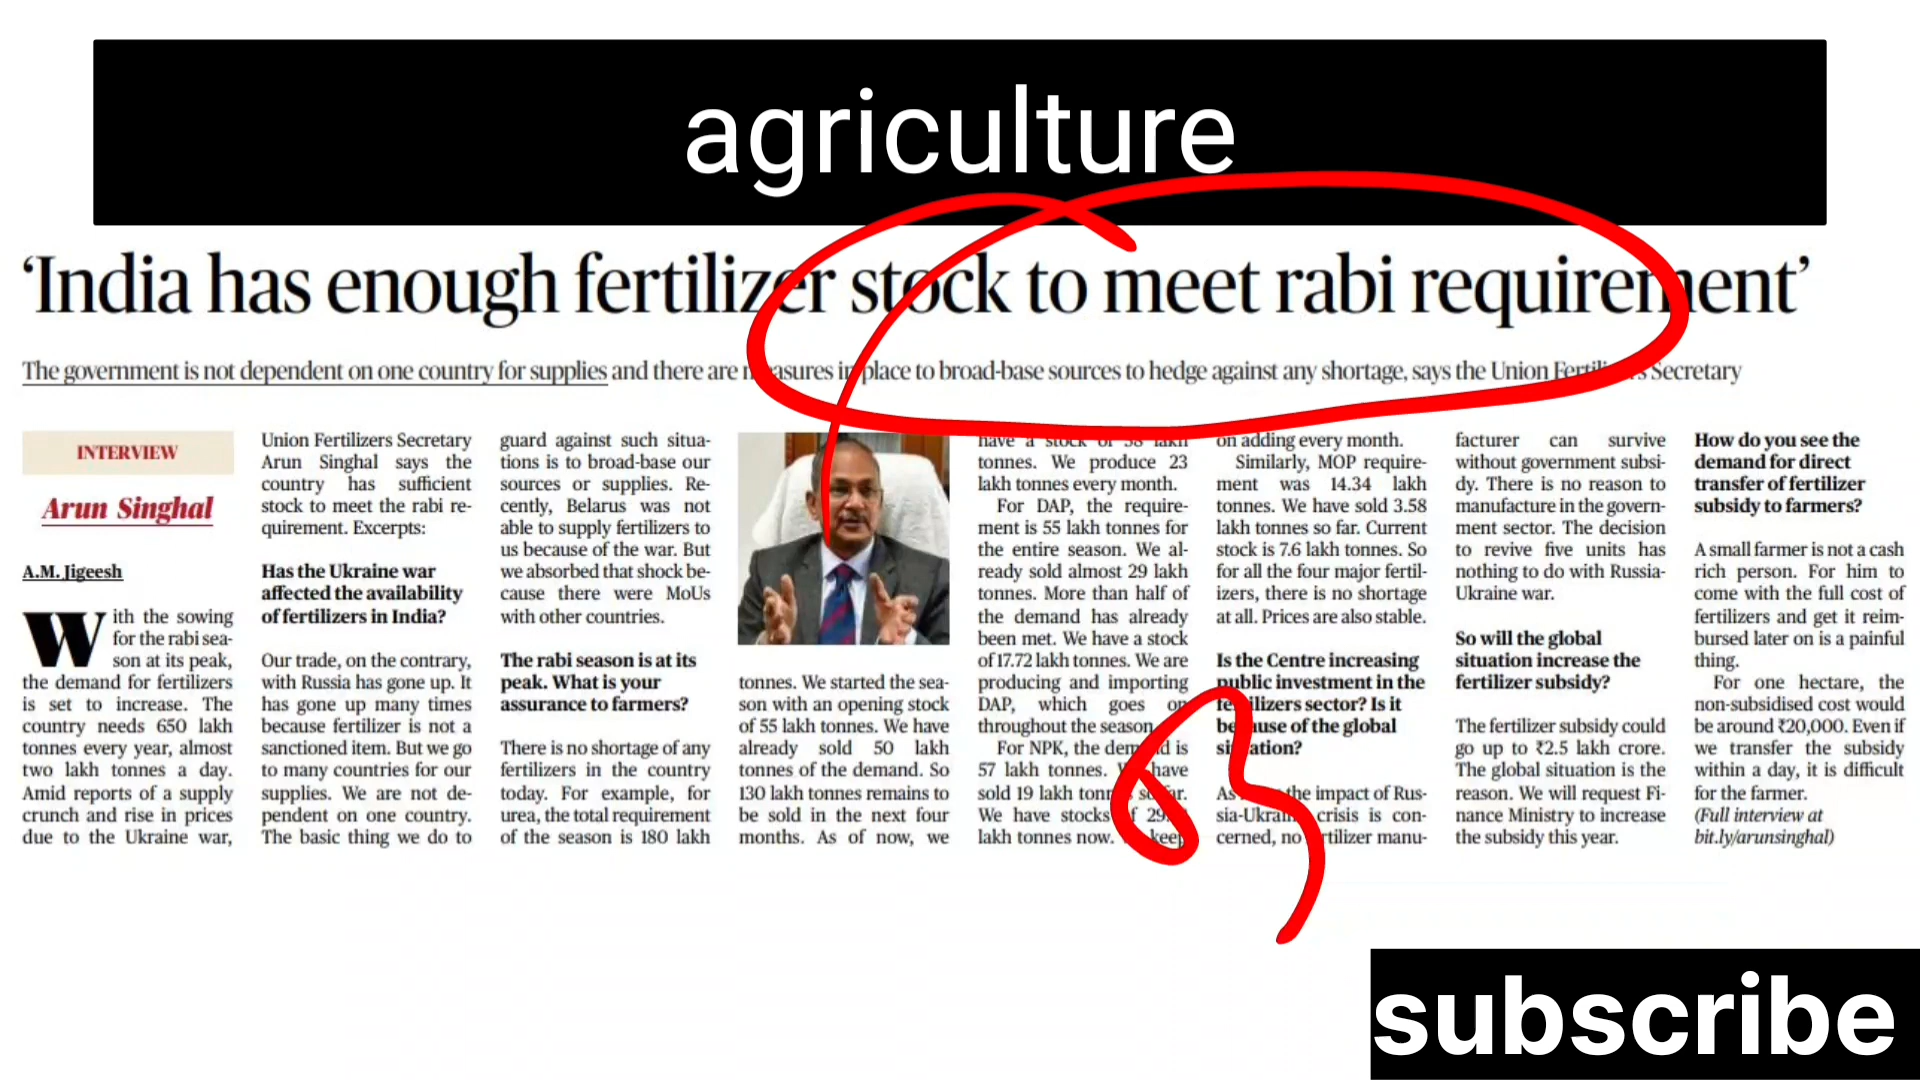 agriculture
‘India has enough fertilizer stock to meet rabi requirement’
The government is not dependent on one country for supplies and there are measures in place to broad-base sources to hedge against any shortage, says the Union Fertilizers Secretary
INTERVIEW
Arun Singhal
A.M. Jigeesh
With the sowing
for the rabi sea-
son at its peak,
the demand for fertilizers
is set to increase. The
country needs 650 lakh
tonnes every year, almost
two lakh tonnes a day.
Amid reports of a supply
crunch and rise in prices
due to the Ukraine war,
Union Fertilizers Secretary
Arun Singhal says the
country has sufficient
stock to meet the rabi re-
quirement. Excerpts:
Has the Ukraine war
affected the availability
of fertilizers in India?
Our trade, on the contrary,
with Russia has gone up. It
has gone up many times
because fertilizer is not a
sanctioned item. But we go
to many countries for our
supplies. We are not de-
pendent on one country.
The basic thing we do to
guard against such situa-
tions is to broad-base our
sources or supplies. Re-
cently, Belarus was not
able to supply fertilizers to
us because of the war. But
we absorbed that shock be-
cause there were MoUs
with other countries.
The rabi season is at its
peak. What is your
assurance to farmers?
There is no shortage of any
fertilizers in the country
today. For example, for
urea, the total requirement
of the season is 180 lakh
tonnes. We started the sea-
son with an opening stock
of 55 lakh tonnes. We have
already sold 50 lakh
tonnes of the demand. So
130 lakh tonnes remains to
be sold in the next four
months. As of now, we
have a stock of lakh
tonnes. We produce 23
lakh tonnes every month.
For DAP, the require-
ment is 55 lakh tonnes for
the entire season. We al-
ready sold almost 29 lakh
tonnes. More than half of
the demand has already
been met. We have a stock
of 17.72 lakh tonnes. We are
producing and importing
DAP, which goes on
throughout the season.
For NPK, the demand is
57 lakh tonnes. We have
sold 19 lakh tonnes so far.
We have stocks of
lakh tonnes now. keep
on adding every month.
Similarly, MOP require-
ment was 14.34 lakh
tonnes. We have sold 3.58
lakh tonnes so far. Current
stock is 7.6 lakh tonnes. So
for all the four major fertil-
izers, there is no shortage
at all. Prices are also stable.
Is the Centre increasing
public investment in the
fertilizers sector? Is it
because of the global
situation?
As the impact of Rus-
sia-Ukraine crisis is con-
cerned, no fertilizer manu-
facturer can survive
without government subsi-
dy. There is no reason to
manufacture in the govern-
ment sector. The decision
to revive five units has
nothing to do with Russia-
Ukraine war.
So will the global
situation increase the
fertilizer subsidy?
The fertilizer subsidy could
go up to ₹2.5 lakh crore.
The global situation is the
reason. We will request Fi-
nance Ministry to increase
the subsidy this year.
How do you see the
demand for direct
transfer of fertilizer
subsidy to farmers?
A small farmer is not a cash
rich person. For him to
come with the full cost of
fertilizers and get it reim-
bursed later on is a painful
thing.
For one hectare, the
non-subsidised cost would
be around ₹20,000. Even if
we transfer the subsidy
within a day, it is difficult
for the farmer.
(Full interview at
bit.ly/arunsinghal)
subscribe